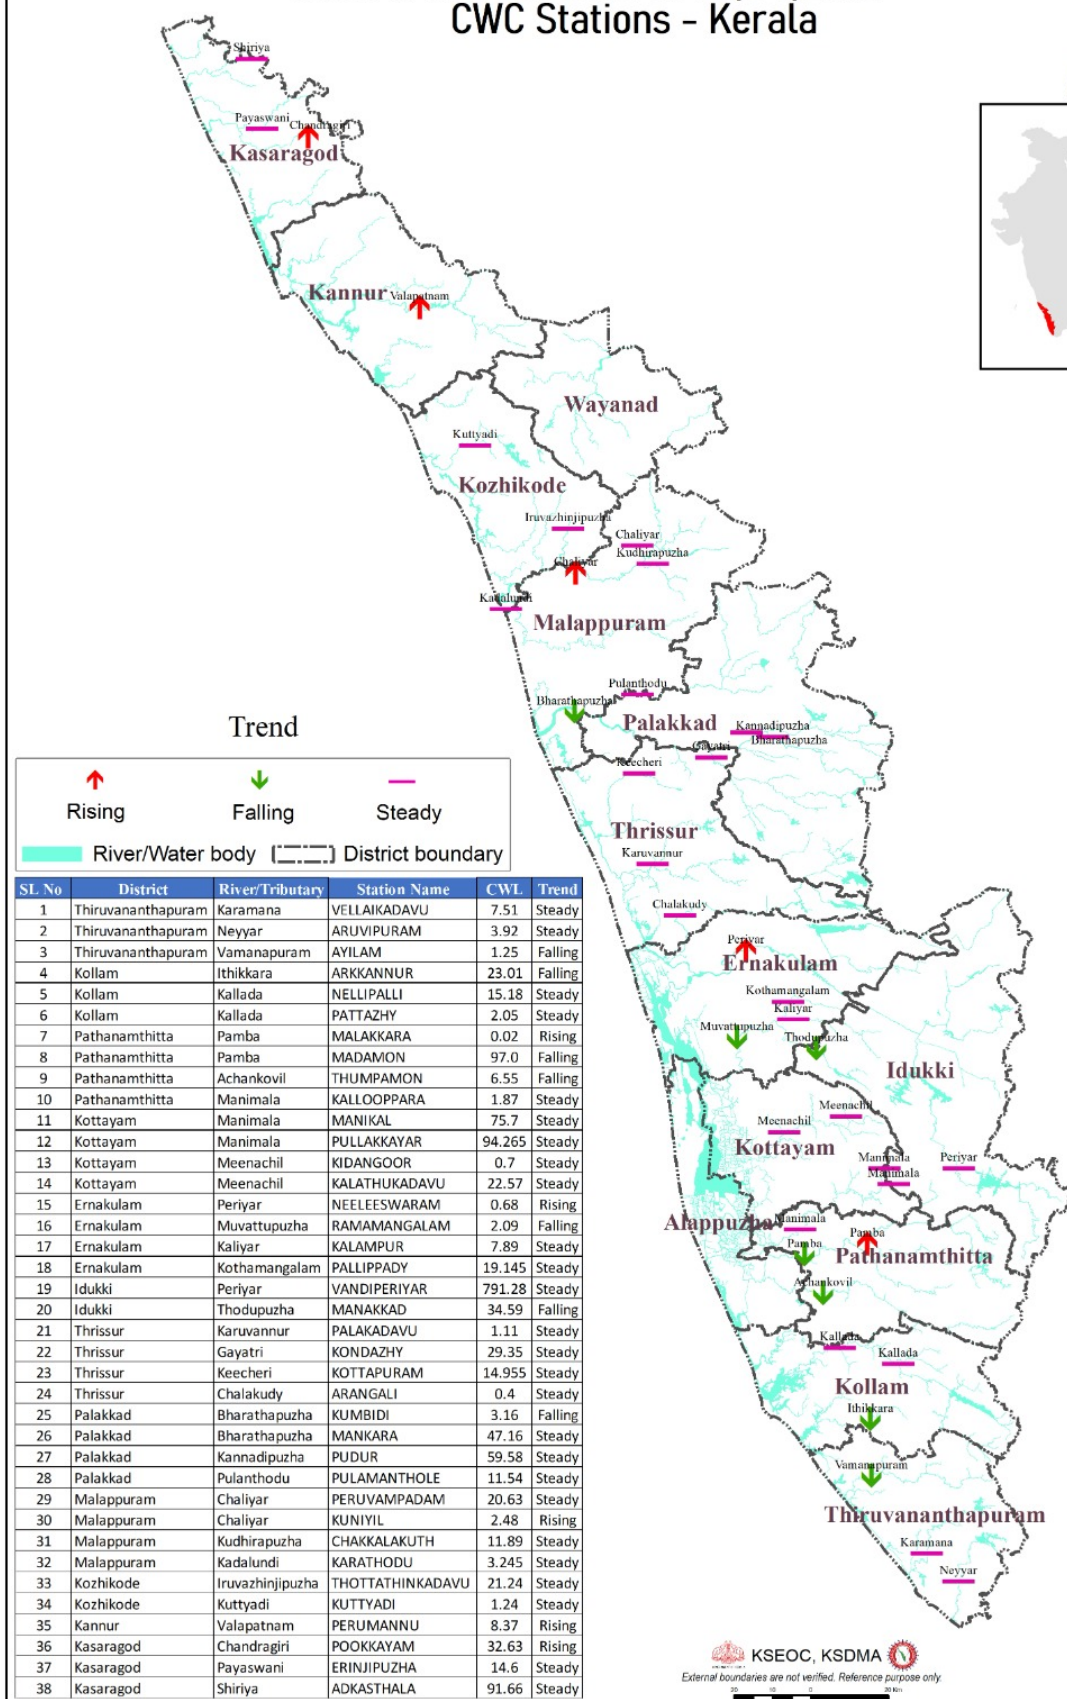 CWC Stations - Kerala
Shiriya
Payaswani
Chandragiri
Kasaragod
Kannur
Valapatnam
Wayanad
Kuttyadi
Kozhikode
Iruvazhinjipuzha
Chaliyar
Kudhirapuzha
Chaliyar
Kadalundi
Malappuram
Pulanthodu
Bharathapuzha
Palakkad
Kannadipuzha
Bharathapuzha
Gayatri
Keecheri
Thrissur
Karuvannur
Chalakudy
Periyar
Ernakulam
Kothamangalam
Kaliyar
Muvattupuzha
Thodupuzha
Idukki
Meenachil
Meenachil
Kottayam
Manimala
Periyar
Manimala
Alappuzha
Manimala
Pamba
Pamba
Pathanamthitta
Achankovil
Kallada
Kallada
Kollam
Ithikkara
Vamanapuram
Thiruvananthapuram
Karamana
Neyyar
Trend
Rising Falling Steady
River/Water body District boundary
SL No District River/Tributary Station Name CWL Trend
1 Thiruvananthapuram Karamana VELLAIKADAVU 7.51 Steady
2 Thiruvananthapuram Neyyar ARUVIPURAM 3.92 Steady
3 Thiruvananthapuram Vamanapuram AYILAM 1.25 Falling
4 Kollam Ithikkara ARKKANNUR 23.01 Falling
5 Kollam Kallada NELLIPALLI 15.18 Steady
6 Kollam Kallada PATTAZHY 2.05 Steady
7 Pathanamthitta Pamba MALAKKARA 0.02 Rising
8 Pathanamthitta Pamba MADAMON 97.0 Falling
9 Pathanamthitta Achankovil THUMPAMON 6.55 Falling
10 Pathanamthitta Manimala KALLOOPPARA 1.87 Steady
11 Kottayam Manimala MANIKAL 75.7 Steady
12 Kottayam Manimala PULLAKKAYAR 94.265 Steady
13 Kottayam Meenachil KIDANGOOR 0.7 Steady
14 Kottayam Meenachil KALATHUKADAVU 22.57 Steady
15 Ernakulam Periyar NEELEESWARAM 0.68 Rising
16 Ernakulam Muvattupuzha RAMAMANGALAM 2.09 Falling
17 Ernakulam Kaliyar KALAMPUR 7.89 Steady
18 Ernakulam Kothamangalam PALLIPPADY 19.145 Steady
19 Idukki Periyar VANDIPERIYAR 791.28 Steady
20 Idukki Thodupuzha MANAKKAD 34.59 Falling
21 Thrissur Karuvannur PALAKADAVU 1.11 Steady
22 Thrissur Gayatri KONDAZHY 29.35 Steady
23 Thrissur Keecheri KOTTAPURAM 14.955 Steady
24 Thrissur Chalakudy ARANGALI 0.4 Steady
25 Palakkad Bharathapuzha KUMBIDI 3.16 Falling
26 Palakkad Bharathapuzha MANKARA 47.16 Steady
27 Palakkad Kannadipuzha PUDUR 59.58 Steady
28 Palakkad Pulanthodu PULAMANTHOLE 11.54 Steady
29 Malappuram Chaliyar PERUVAMPADAM 20.63 Steady
30 Malappuram Chaliyar KUNIYIL 2.48 Rising
31 Malappuram Kudhirapuzha CHAKKALAKUTH 11.89 Steady
32 Malappuram Kadalundi KARATHODU 3.245 Steady
33 Kozhikode Iruvazhinjipuzha THOTTATHINKADAVU 21.24 Steady
34 Kozhikode Kuttyadi KUTTYADI 1.24 Steady
35 Kannur Valapatnam PERUMANNU 8.37 Rising
36 Kasaragod Chandragiri POOKKAYAM 32.63 Rising
37 Kasaragod Payaswani ERINJIPUZHA 14.6 Steady
38 Kasaragod Shiriya ADKASTHALA 91.66 Steady
KSEOC, KSDMA
External boundaries are not verified. Reference purpose only.
20 10 0 20 Km